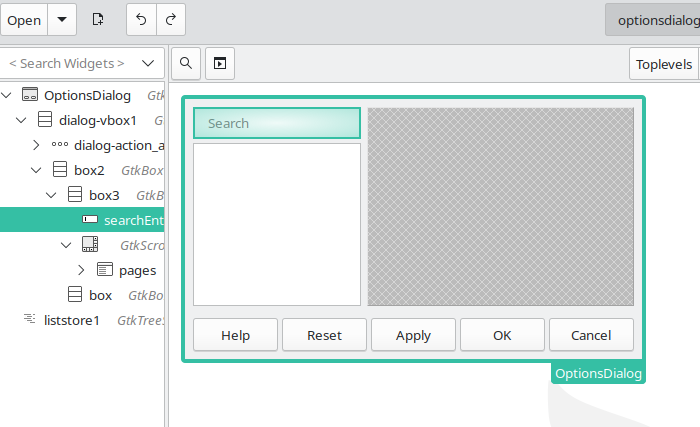 Open
optionsdialog
< Search Widgets >
Toplevels
OptionsDialog Gtk
dialog-vbox1 G
dialog-action_a
box2 GtkBox
box3 GtkB
searchEnt
GtkScro
pages
box GtkBo
liststore1 GtkTree
Search
Help Reset Apply OK Cancel
OptionsDialog